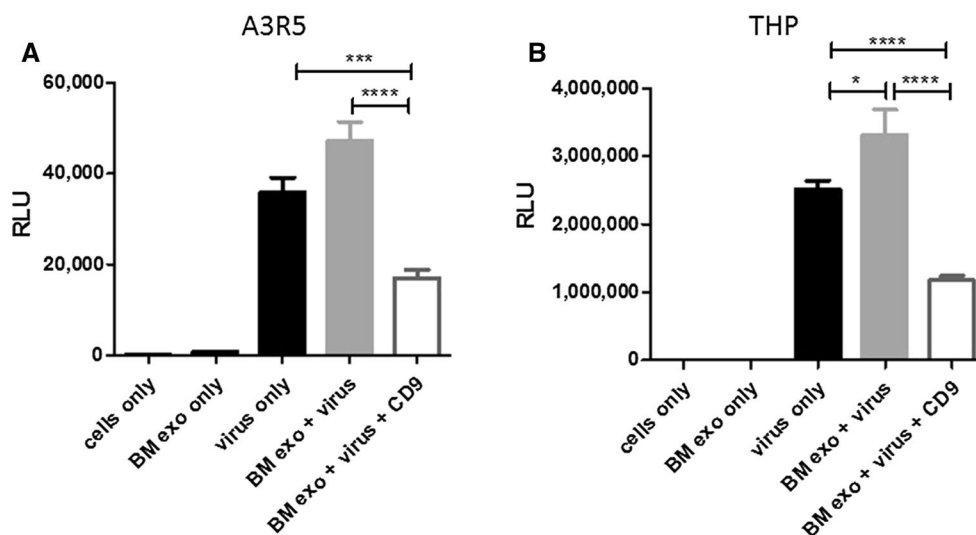 A3R5
A
***
****
60,000
40,000
20,000
0
RLU
cells only
BM exo only
virus only
BM exo + virus
BM exo + virus + CD9
THP
B
****
* ****
4,000,000
3,000,000
2,000,000
1,000,000
0
RLU
cells only
BM exo only
virus only
BM exo + virus
BM exo + virus + CD9